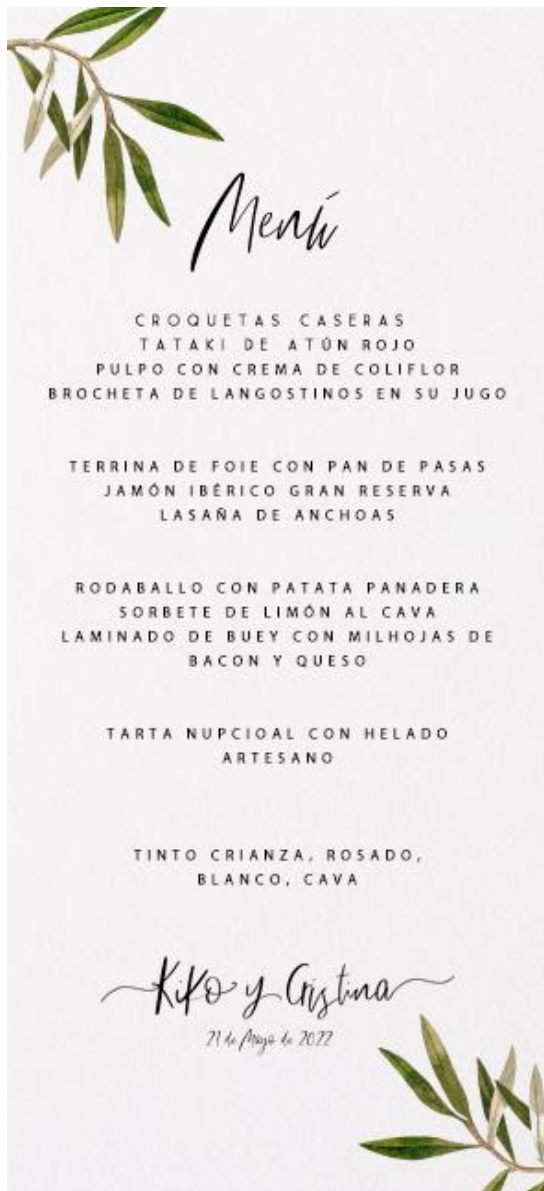 Menú
CROQUETAS CASERAS
TATAKI DE ATÚN ROJO
PULPO CON CREMA DE COLIFLOR
BROCHETA DE LANGOSTINOS EN SU JUGO
TERRINA DE FOIE CON PAN DE PASAS
JAMÓN IBÉRICO GRAN RESERVA
LASAÑA DE ANCHOAS
RODABALLO CON PATATA PANADERA
SORBETE DE LIMÓN AL CAVA
LAMINADO DE BUEY CON MILHOJAS DE
BACON Y QUESO
TARTA NUPCIOAL CON HELADO
ARTESANO
TINTO CRIANZA, ROSADO,
BLANCO, CAVA
Kiko y Cristina
21 de Mayo de 2022